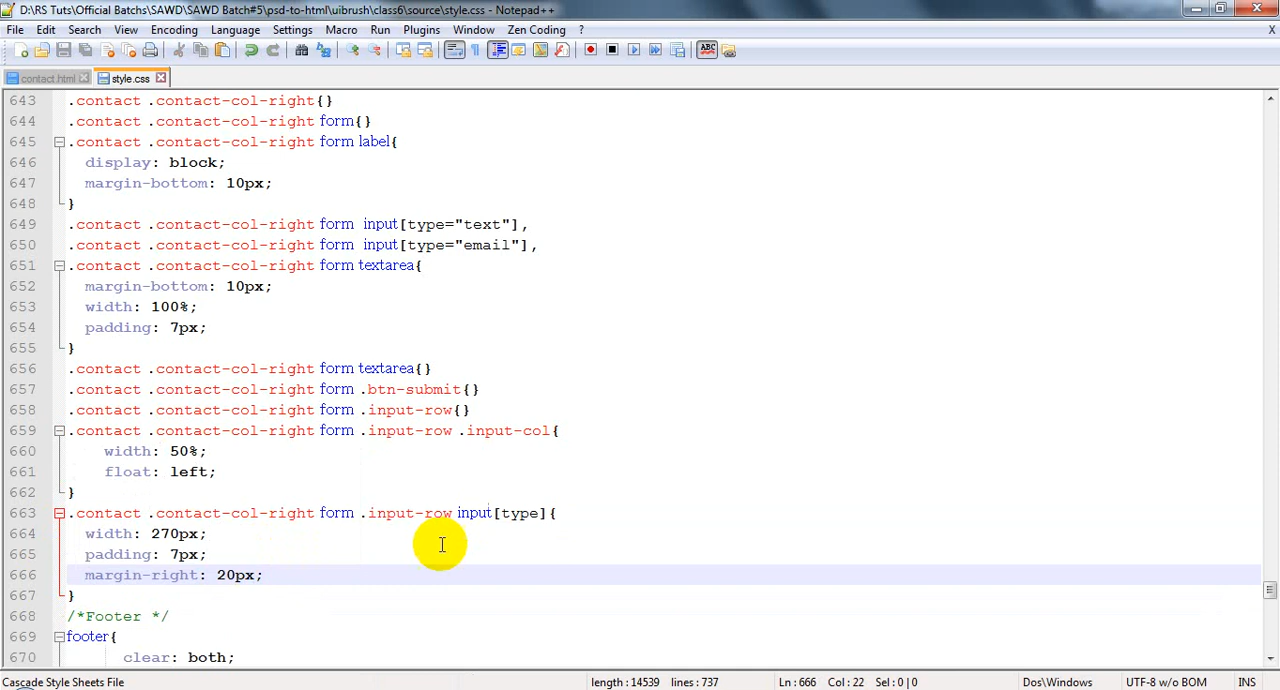 D:\RS Tuts\Official Batchs\SAWD\SAWD Batch#5\psd-to-html\uibrush\class6\source\style.css - Notepad++
File Edit Search View Encoding Language Settings Macro Run Plugins Window Zen Coding ? X
contact.html style.css
643 .contact .contact-col-right{}
644 .contact .contact-col-right form{}
645 .contact .contact-col-right form label{
646 display: block;
647 margin-bottom: 10px;
648 }
649 .contact .contact-col-right form input[type="text"],
650 .contact .contact-col-right form input[type="email"],
651 .contact .contact-col-right form textarea{
652 margin-bottom: 10px;
653 width: 100%;
654 padding: 7px;
655 }
656 .contact .contact-col-right form textarea{}
657 .contact .contact-col-right form .btn-submit{}
658 .contact .contact-col-right form .input-row{}
659 .contact .contact-col-right form .input-row .input-col{
660 width: 50%;
661 float: left;
662 }
663 .contact .contact-col-right form .input-row input[type]{
664 width: 270px;
665 padding: 7px;
666 margin-right: 20px;
667 }
668 /*Footer */
669 footer{
670 clear: both;
Cascade Style Sheets File length : 14539 lines : 737 Ln : 666 Col : 22 Sel : 0 | 0 Dos\Windows UTF-8 w/o BOM INS